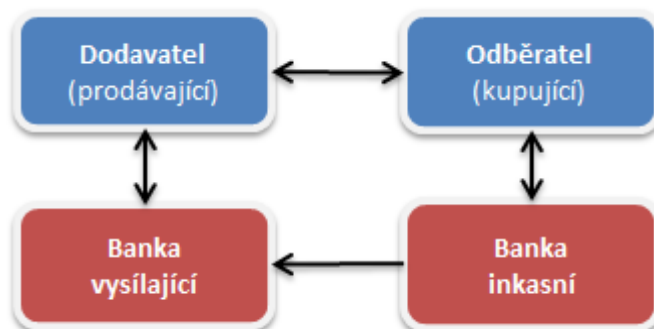 Dodavatel
(prodávající)
Odběratel
(kupující)
Banka
vysílající
Banka
inkasní